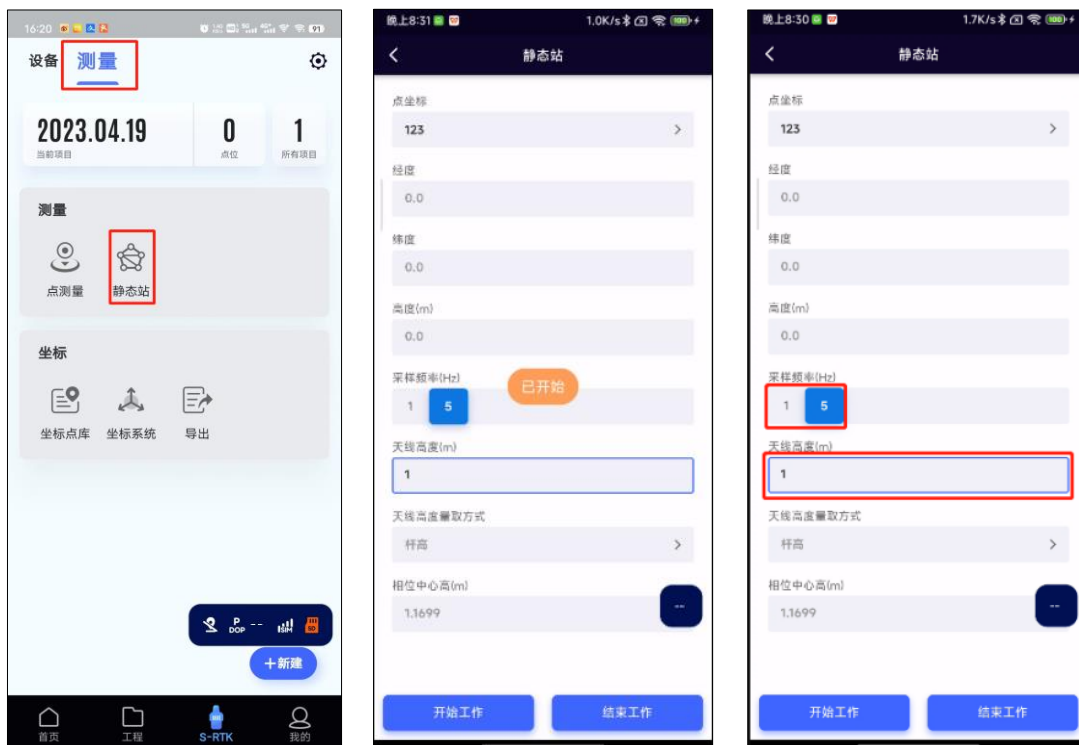 16:20
91
设备 测量
2023.04.19
当前项目
0
点位
1
所有项目
测量
点测量 静态站
坐标
坐标点库 坐标系统 导出
P
DOP -- ISIM SD
+新建
首页 工程 S-RTK 我的
晚上8:31 1.0K/s 100
静态站
点坐标
123
经度
0.0
纬度
0.0
高度(m)
0.0
采样频率(Hz)
已开始
1 5
天线高度(m)
1
天线高度量取方式
杆高
相位中心高(m)
1.1699
--
开始工作 结束工作
晚上8:30 1.7K/s 100
静态站
点坐标
123
经度
0.0
纬度
0.0
高度(m)
0.0
采样频率(Hz)
1 5
天线高度(m)
1
天线高度量取方式
杆高
相位中心高(m)
1.1699
--
开始工作 结束工作